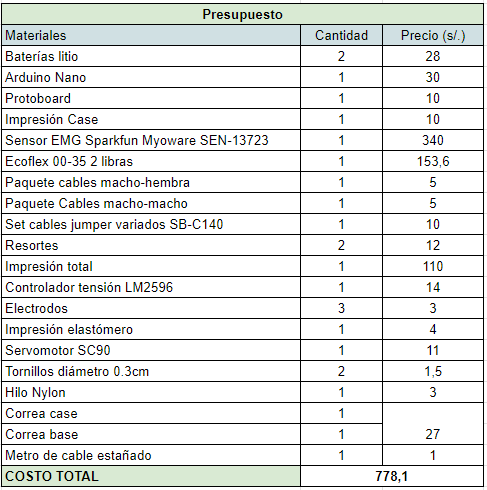 Presupuesto
Materiales Cantidad Precio (s/.)
Baterías litio 2 28
Arduino Nano 1 30
Protoboard 1 10
Impresión Case 1 10
Sensor EMG Sparkfun Myoware SEN-13723 1 340
Ecoflex 00-35 2 libras 1 153,6
Paquete cables macho-hembra 1 5
Paquete Cables macho-macho 1 5
Set cables jumper variados SB-C140 1 10
Resortes 2 12
Impresión total 1 110
Controlador tensión LM2596 1 14
Electrodos 3 3
Impresión elastómero 1 4
Servomotor SC90 1 11
Tornillos diámetro 0.3cm 2 1,5
Hilo Nylon 1 3
Correa case 1
Correa base 1 27
Metro de cable estañado 1 1
COSTO TOTAL 778,1